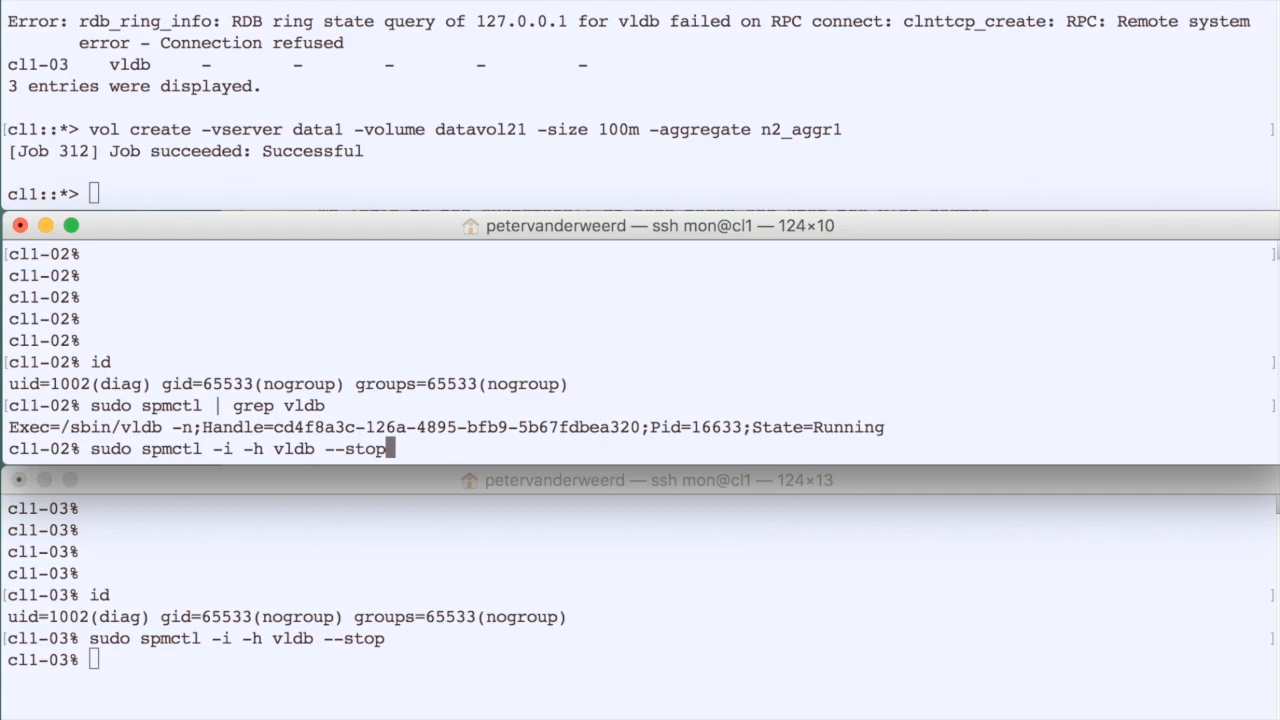 Error: rdb_ring_info: RDB ring state query of 127.0.0.1 for vldb failed on RPC connect: clnttcp_create: RPC: Remote system
error - Connection refused
cl1-03 vldb - - - - -
3 entries were displayed.
[cl1::*> vol create -vserver data1 -volume datavol21 -size 100m -aggregate n2_aggr1 ]
[Job 312] Job succeeded: Successful
cl1::*>
petervanderweerd — ssh mon@cl1 — 124×10
[cl1-02% ]
cl1-02%
cl1-02%
cl1-02%
cl1-02%
[cl1-02% id ]
uid=1002(diag) gid=65533(nogroup) groups=65533(nogroup)
[cl1-02% sudo spmctl | grep vldb ]
Exec=/sbin/vldb -n;Handle=cd4f8a3c-126a-4895-bfb9-5b67fdbea320;Pid=16633;State=Running
cl1-02% sudo spmctl -i -h vldb --stop
petervanderweerd — ssh mon@cl1 — 124×13
cl1-03%
cl1-03%
cl1-03%
cl1-03%
[cl1-03% id ]
uid=1002(diag) gid=65533(nogroup) groups=65533(nogroup)
[cl1-03% sudo spmctl -i -h vldb --stop ]
cl1-03%